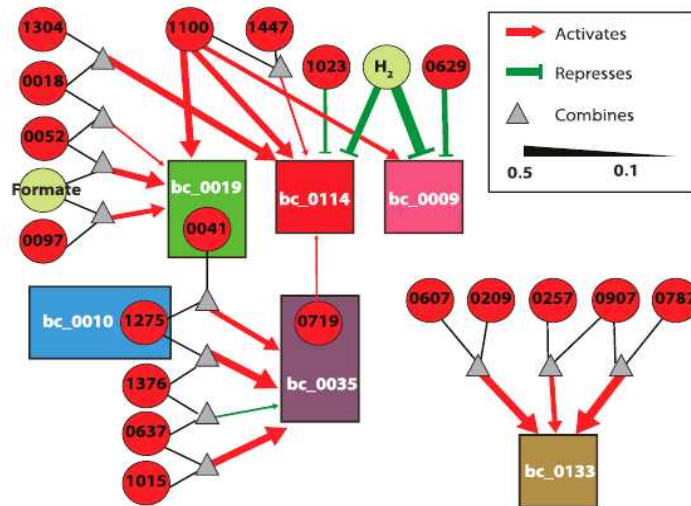 1304
1100
1447
1023
H2
0629
0018
0052
Formate
0097
bc_0019
0041
bc_0114
bc_0009
Activates
Represses
Combines
0.5
0.1
bc_0010
1275
0719
bc_0035
1376
0637
1015
0607
0209
0257
0907
0787
bc_0133